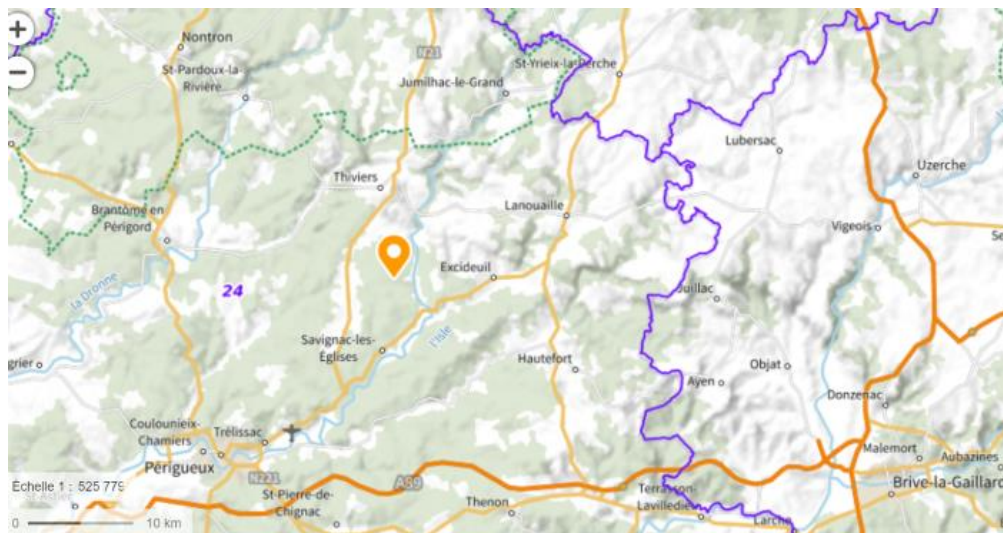 +
Nontron
N21
St-Pardoux-la-
Rivière
St-Yrieix-la-Perche
Jumilhac-le-Grand
Lubersac
Uzerche
Thiviers
Brantôme en
Périgord
Lanouaille
Vigeois
Excideuil
24
la Dronne
Juillac
l'Isle
Savignac-les-
Églises
Hautefort
Objat
Ayen
Donzenac
Coulounieix-
Chamiers
Trélissac
Malemort
Aubazines
Périgueux
N221
A89
Échelle 1 : 525 779
St-Pierre-de-
Chignac
Thenon
Terrasson-
Lavilledieu
Brive-la-Gaillard
Larche
0
10 km